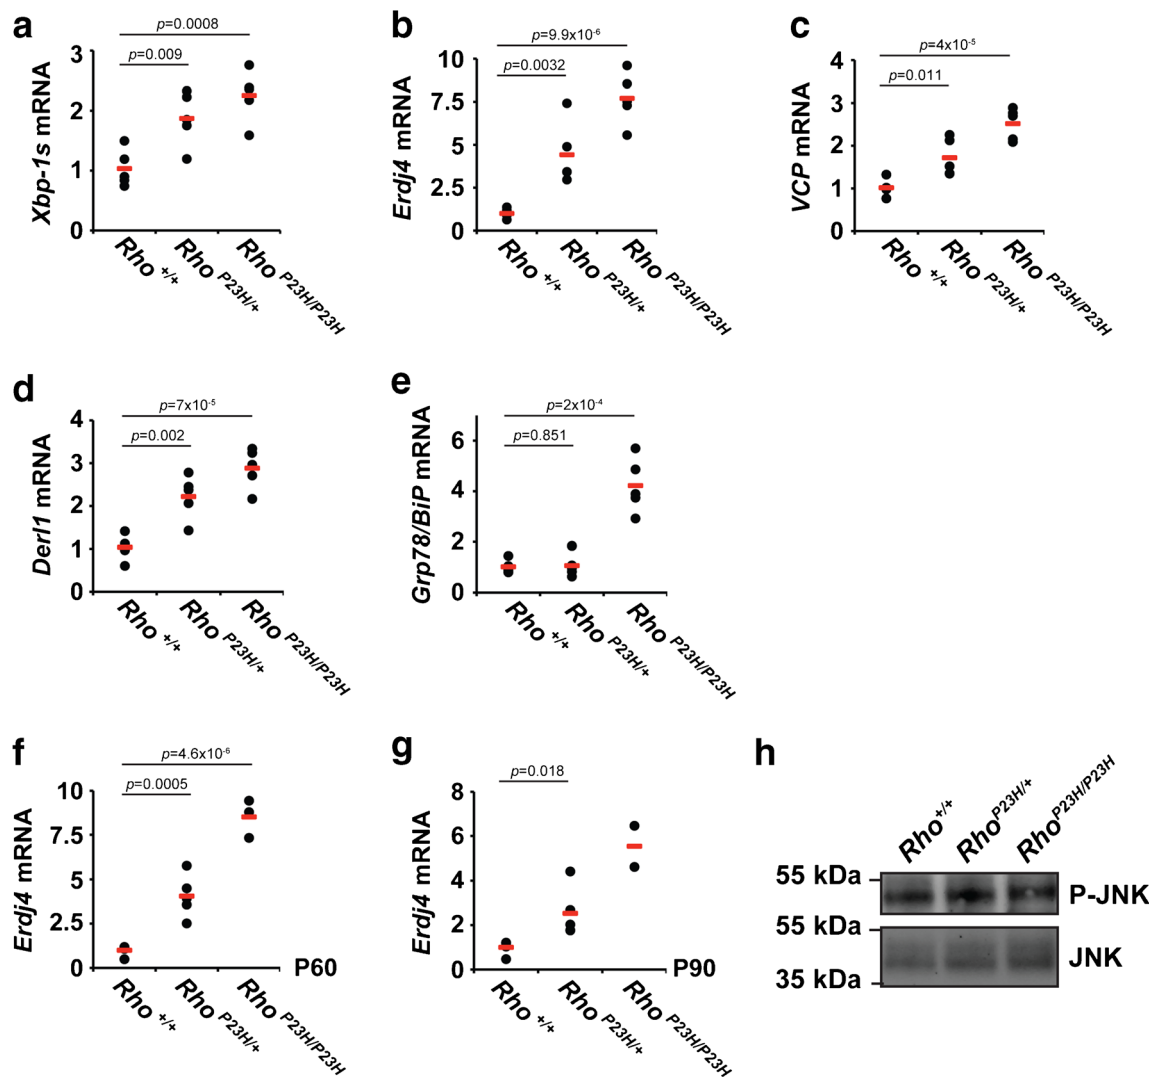 a
p=0.0008
p=0.009
Xbp-1s mRNA
3
2
1
0
Rho +/+
Rho P23H/+
Rho P23H/P23H
b
p=9.9x10-6
p=0.0032
Erdj4 mRNA
10
7.5
5
2.5
0
Rho +/+
Rho P23H/+
Rho P23H/P23H
c
p=4x10-5
p=0.011
VCP mRNA
4
3
2
1
0
Rho +/+
Rho P23H/+
Rho P23H/P23H
d
p=7x10-5
p=0.002
Derl1 mRNA
4
3
2
1
0
Rho +/+
Rho P23H/+
Rho P23H/P23H
e
p=2x10-4
p=0.851
Grp78/BiP mRNA
6
4
2
0
Rho +/+
Rho P23H/+
Rho P23H/P23H
f
p=4.6x10-6
p=0.0005
Erdj4 mRNA
10
7.5
5
2.5
0
Rho +/+
Rho P23H/+
Rho P23H/P23H
P60
g
p=0.018
Erdj4 mRNA
8
6
4
2
0
Rho +/+
Rho P23H/+
Rho P23H/P23H
P90
h
Rho+/+
RhoP23H/+
RhoP23H/P23H
55 kDa
P-JNK
55 kDa
JNK
35 kDa